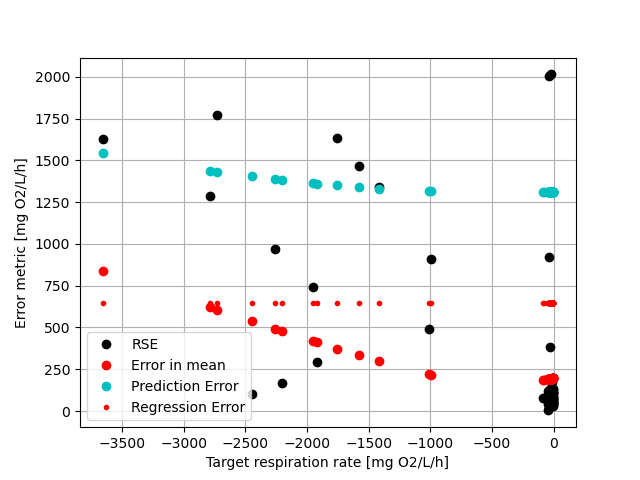 2000
1750
1500
1250
1000
750
500
250
0
Error metric [mg O2/L/h]
RSE
Error in mean
Prediction Error
Regression Error
−3500 −3000 −2500 −2000 −1500 −1000 −500 0
Target respiration rate [mg O2/L/h]